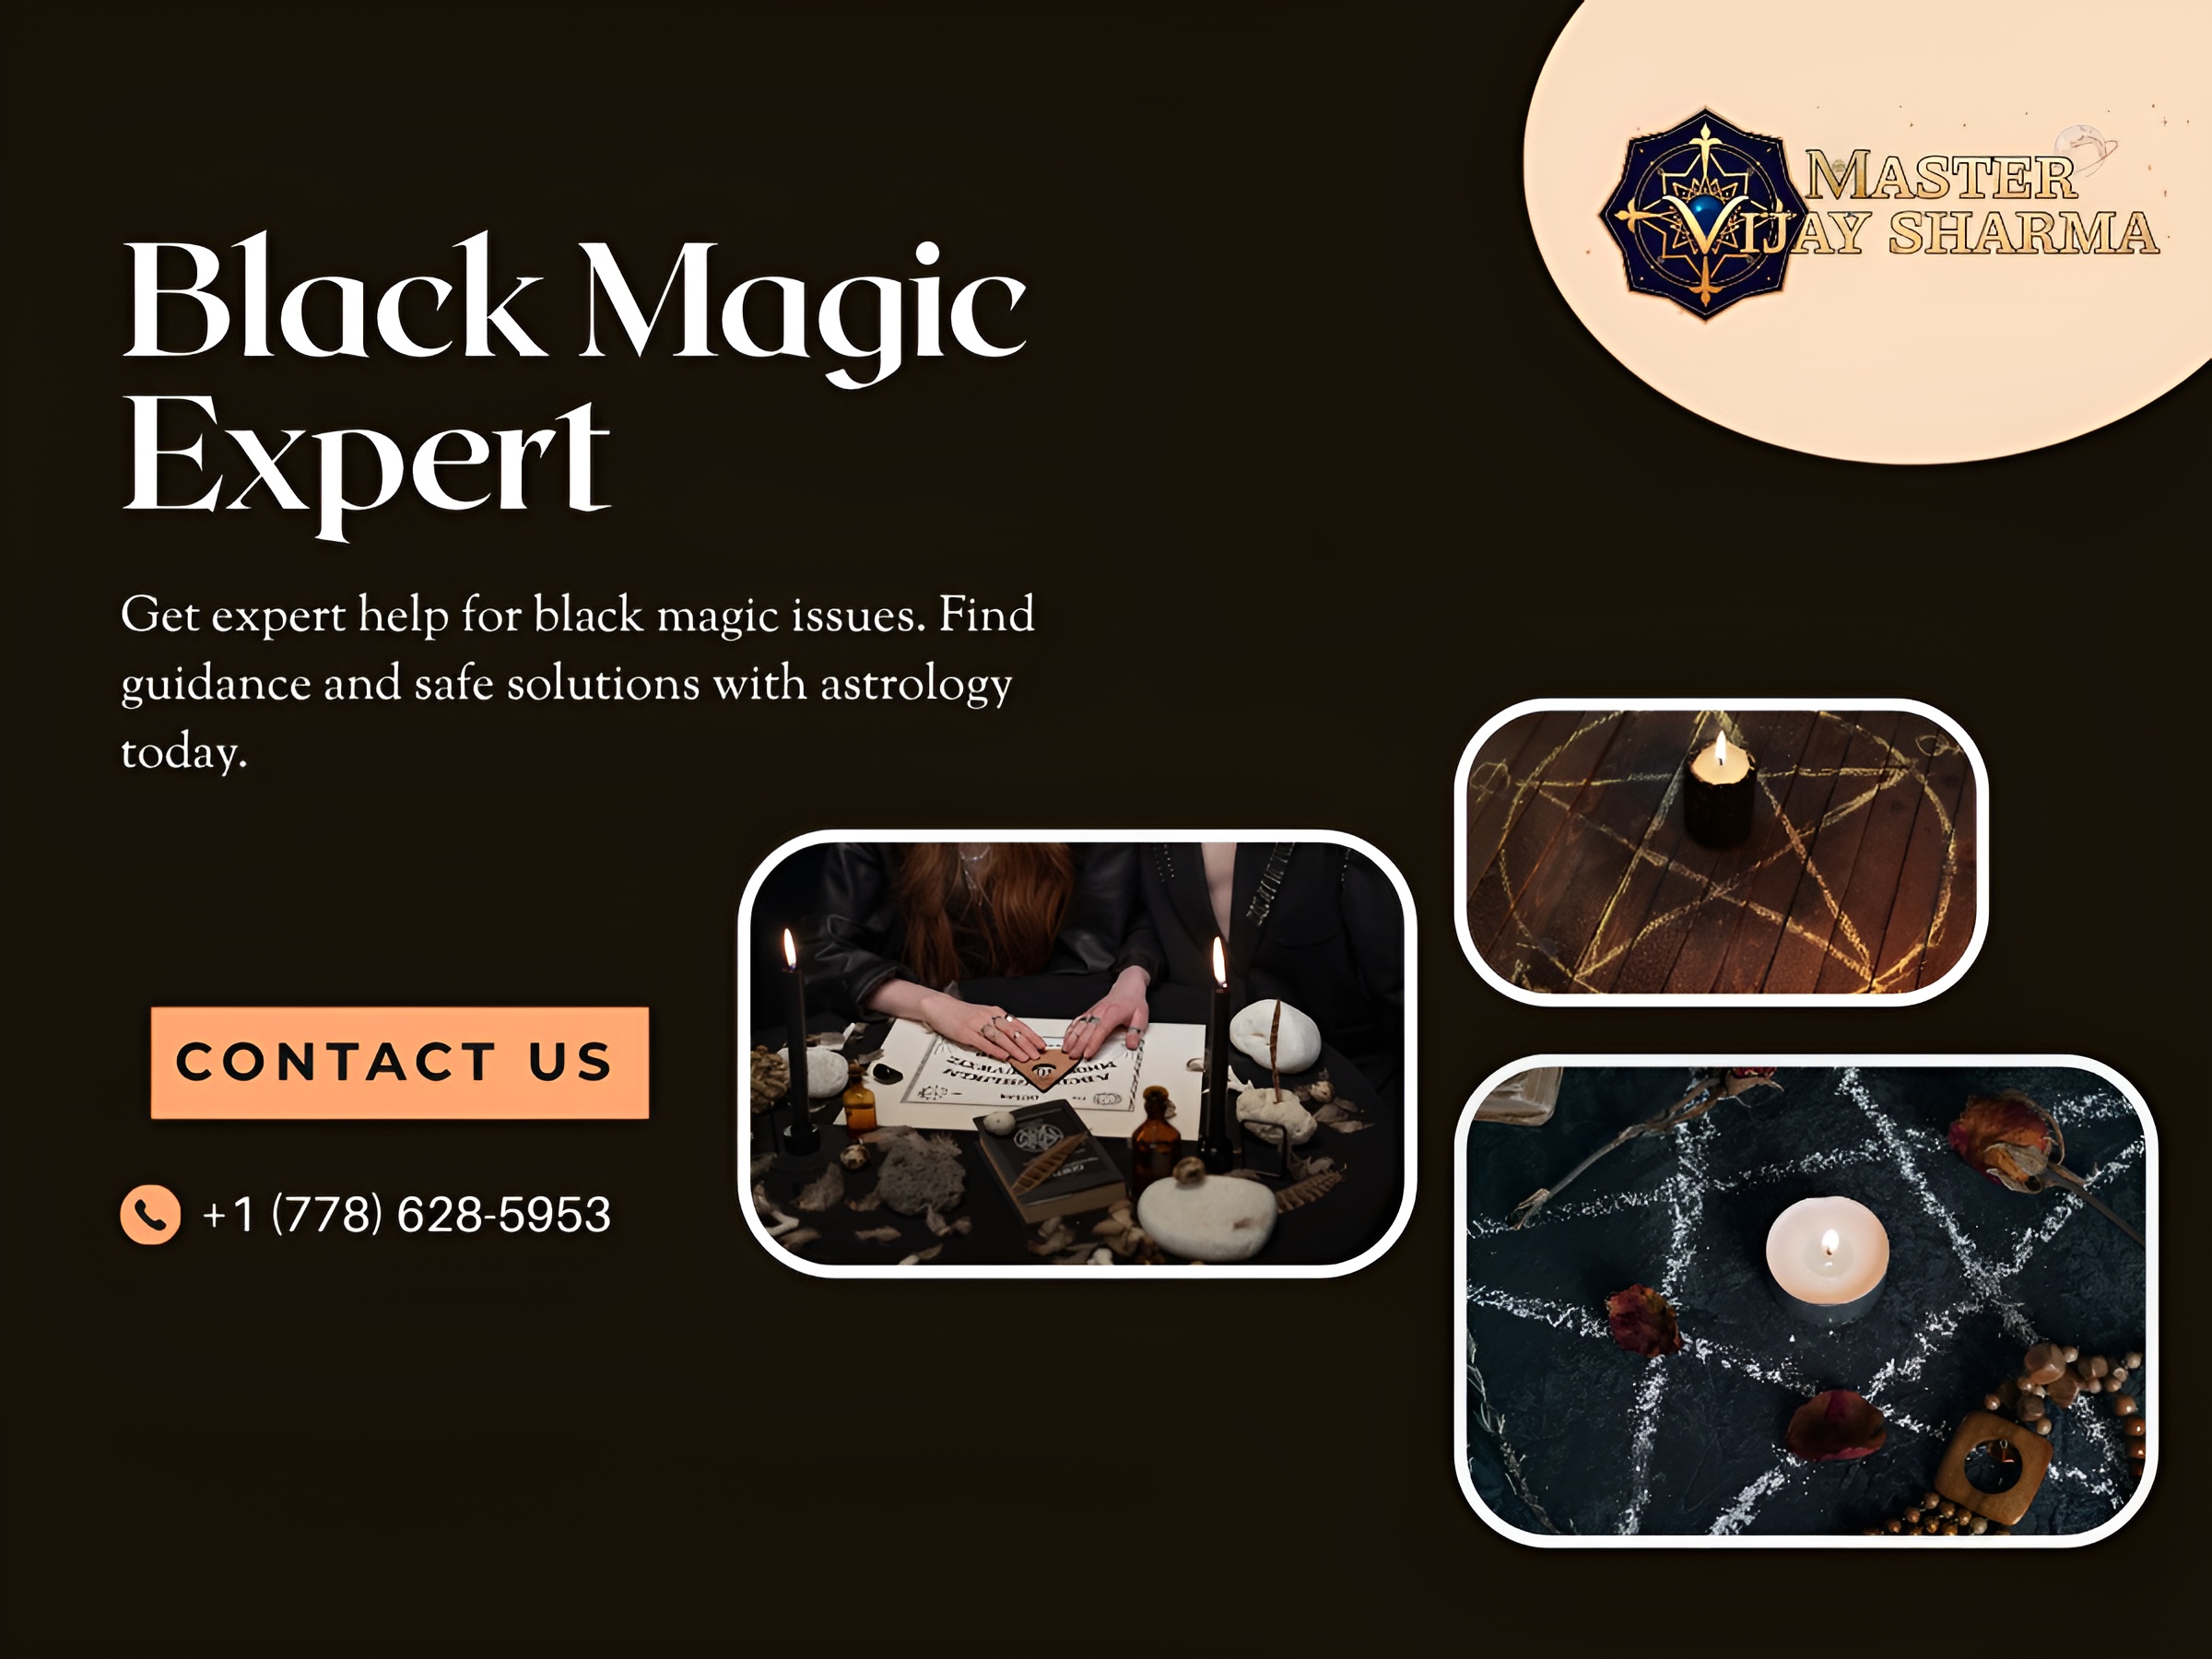 MASTER
VIJAY SHARMA
Black Magic
Expert
Get expert help for black magic issues. Find
guidance and safe solutions with astrology
today.
CONTACT US
+1 (778) 628-5953